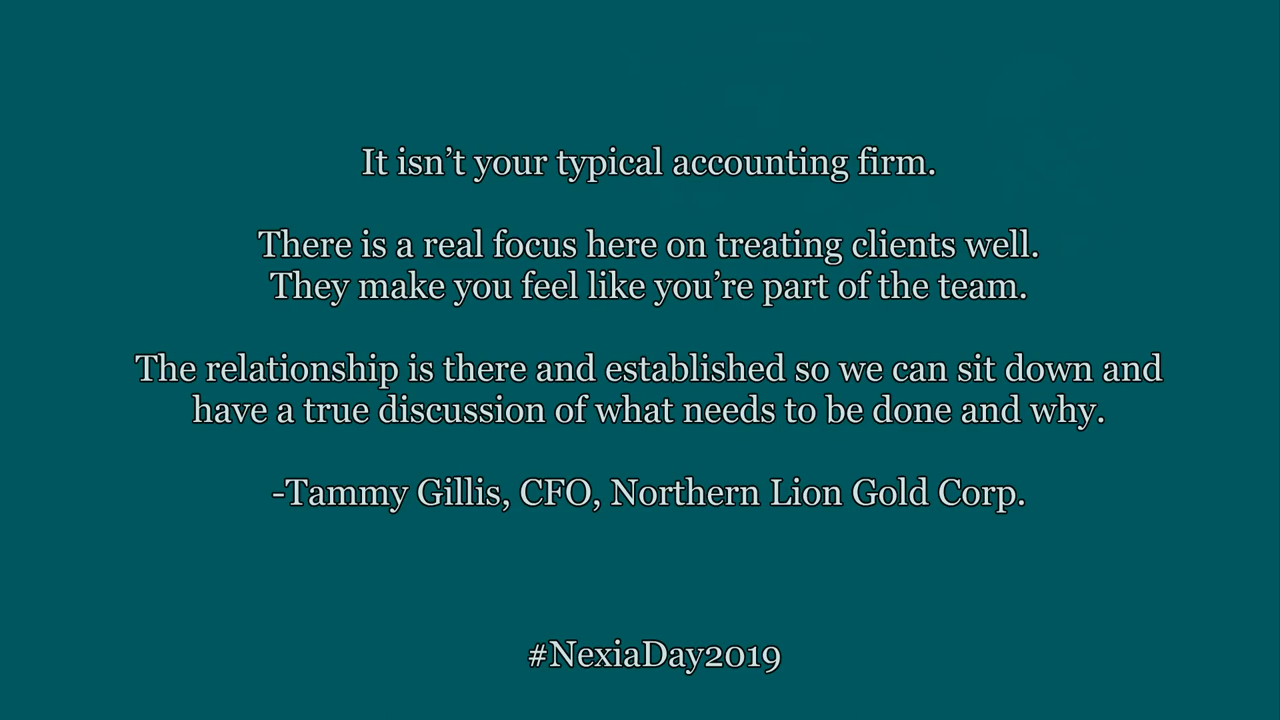 It isn’t your typical accounting firm.
There is a real focus here on treating clients well.
They make you feel like you’re part of the team.
The relationship is there and established so we can sit down and
have a true discussion of what needs to be done and why.
-Tammy Gillis, CFO, Northern Lion Gold Corp.
#NexiaDay2019